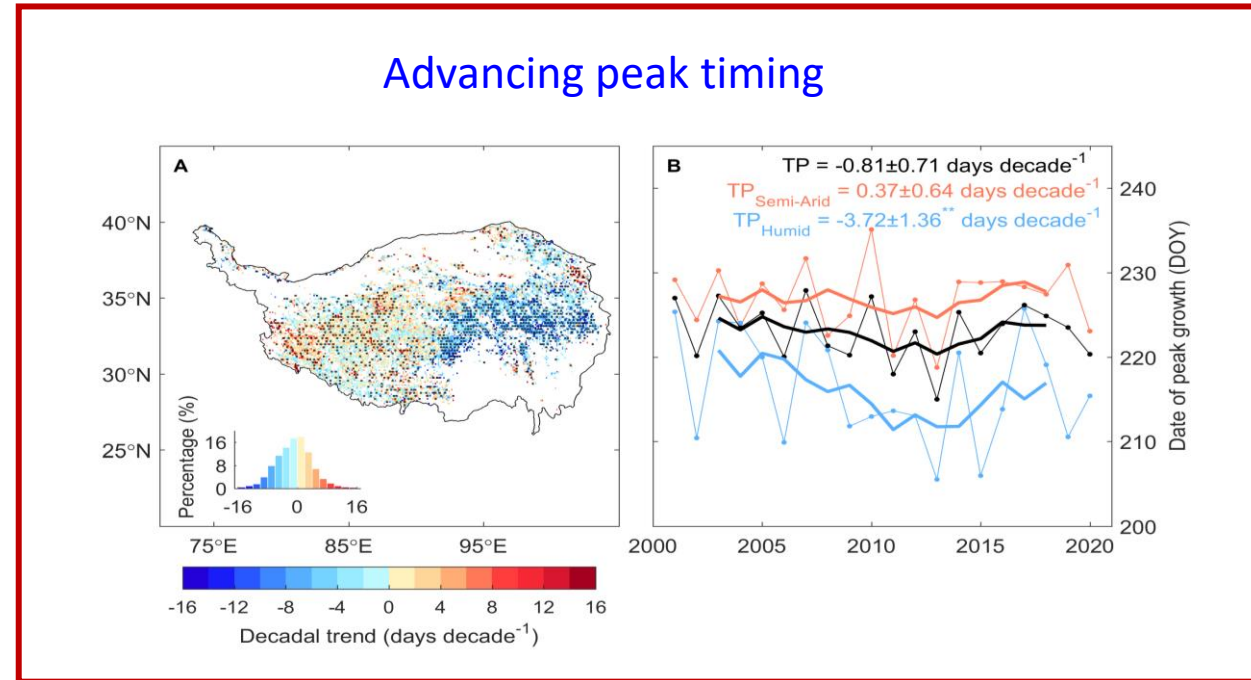 Advancing peak timing
A
40°N
35°N
30°N
25°N
Percentage (%)
16
8
0
-16 0 16
75°E 85°E 95°E
-16 -12 -8 -4 0 4 8 12 16
Decadal trend (days decade⁻¹)
B
TP = -0.81±0.71 days decade⁻¹
TP_Semi-Arid = 0.37±0.64 days decade⁻¹
TP_Humid = -3.72±1.36** days decade⁻¹
240
230
220
210
200
Date of peak growth (DOY)
2000 2005 2010 2015 2020